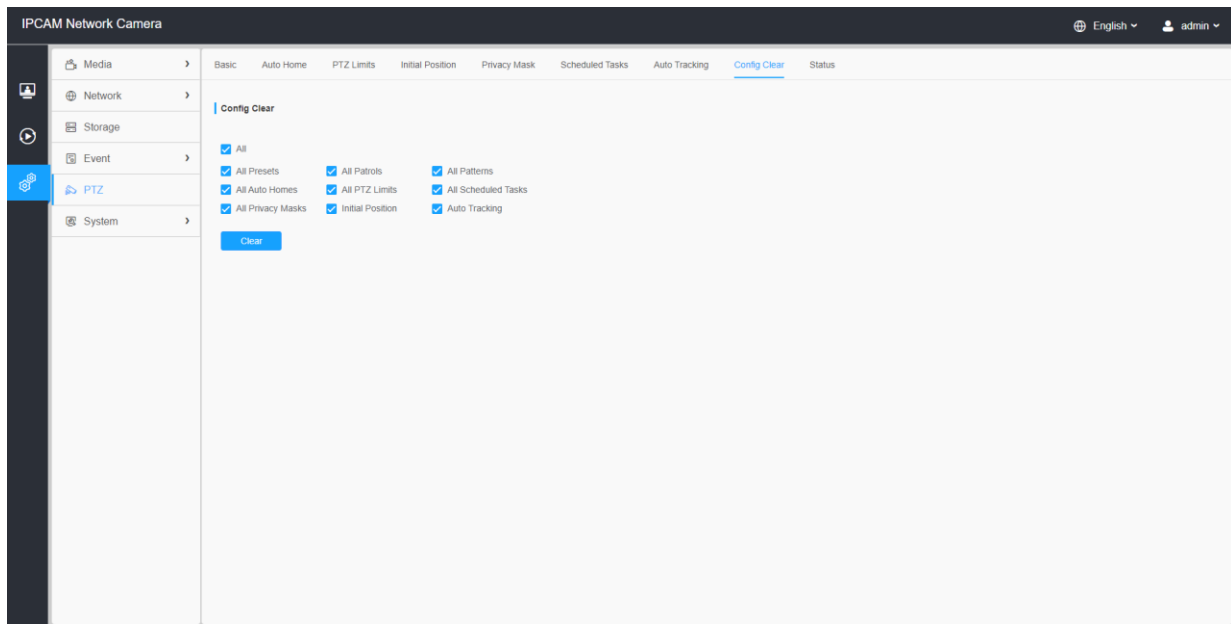 IPCAM Network Camera
English
admin
Media
Network
Storage
Event
PTZ
System
Basic Auto Home PTZ Limits Initial Position Privacy Mask Scheduled Tasks Auto Tracking Config Clear Status
Config Clear
All
All Presets All Patrols All Patterns
All Auto Homes All PTZ Limits All Scheduled Tasks
All Privacy Masks Initial Position Auto Tracking
Clear